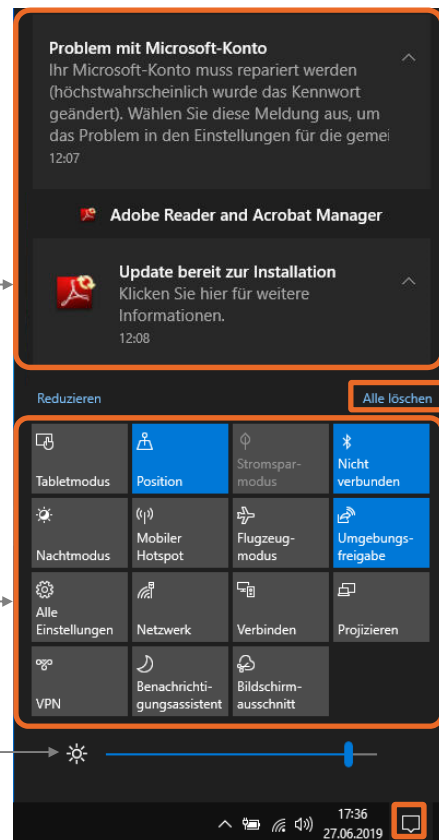 Problem mit Microsoft-Konto
Ihr Microsoft-Konto muss repariert werden
(höchstwahrscheinlich wurde das Kennwort
geändert). Wählen Sie diese Meldung aus, um
das Problem in den Einstellungen für die gemei
12:07
Adobe Reader and Acrobat Manager
Update bereit zur Installation
Klicken Sie hier für weitere
Informationen.
12:08
Reduzieren Alle löschen
Tabletmodus
Position
Stromspar-
modus
Nicht
verbunden
Nachtmodus
Mobiler
Hotspot
Flugzeug-
modus
Umgebungs-
freigabe
Alle
Einstellungen
Netzwerk
Verbinden
Projizieren
VPN
Benachrichti-
gungsassistent
Bildschirm-
ausschnitt
17:36
27.06.2019